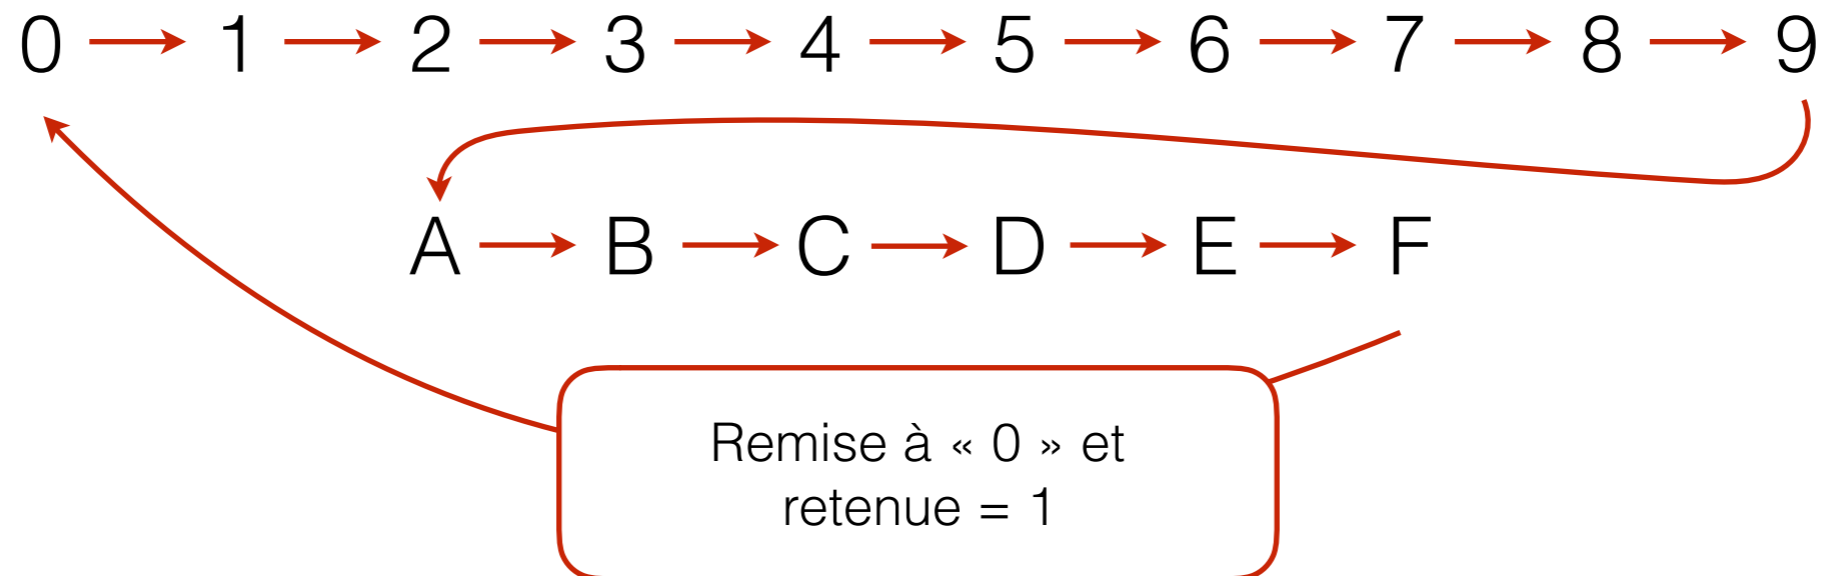 0 → 1 → 2 → 3 → 4 → 5 → 6 → 7 → 8 → 9
A → B → C → D → E → F
Remise à « 0 » et
retenue = 1